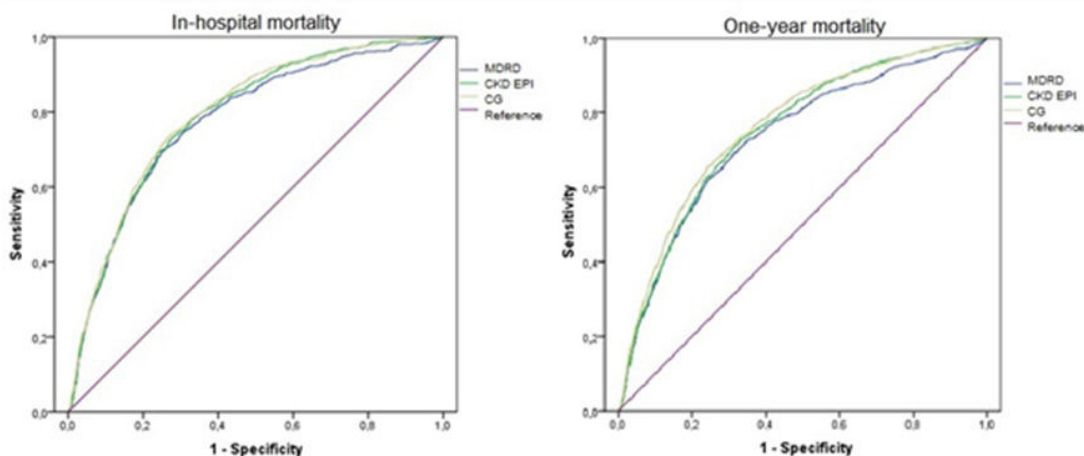 In-hospital mortality
1,0
0,8
0,6
0,4
0,2
0,0
Sensitivity
0,0 0,2 0,4 0,6 0,8 1,0
1 - Specificity
MDRD
CKD EPI
CG
Reference
One-year mortality
1,0
0,8
0,6
0,4
0,2
0,0
Sensitivity
0,0 0,2 0,4 0,6 0,8 1,0
1 - Specificity
MDRD
CKD EPI
CG
Reference